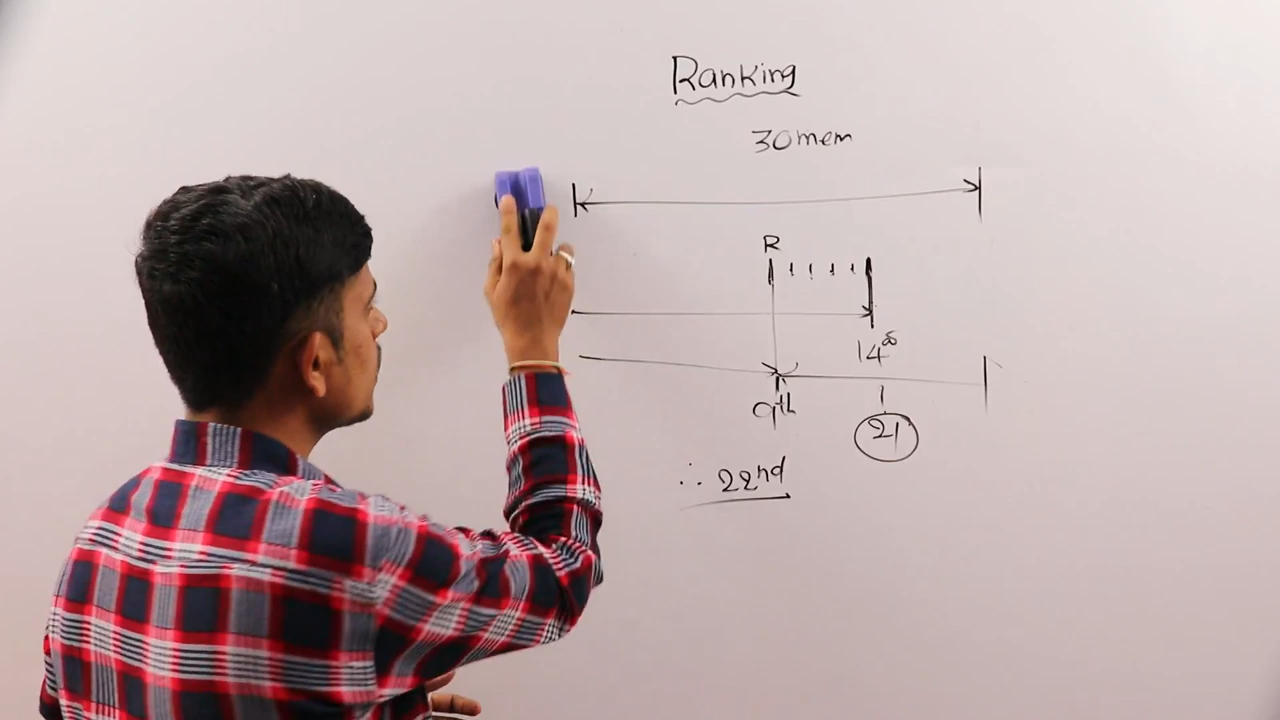 Ranking
30mem
R
14th
9th
21
∴ 22nd